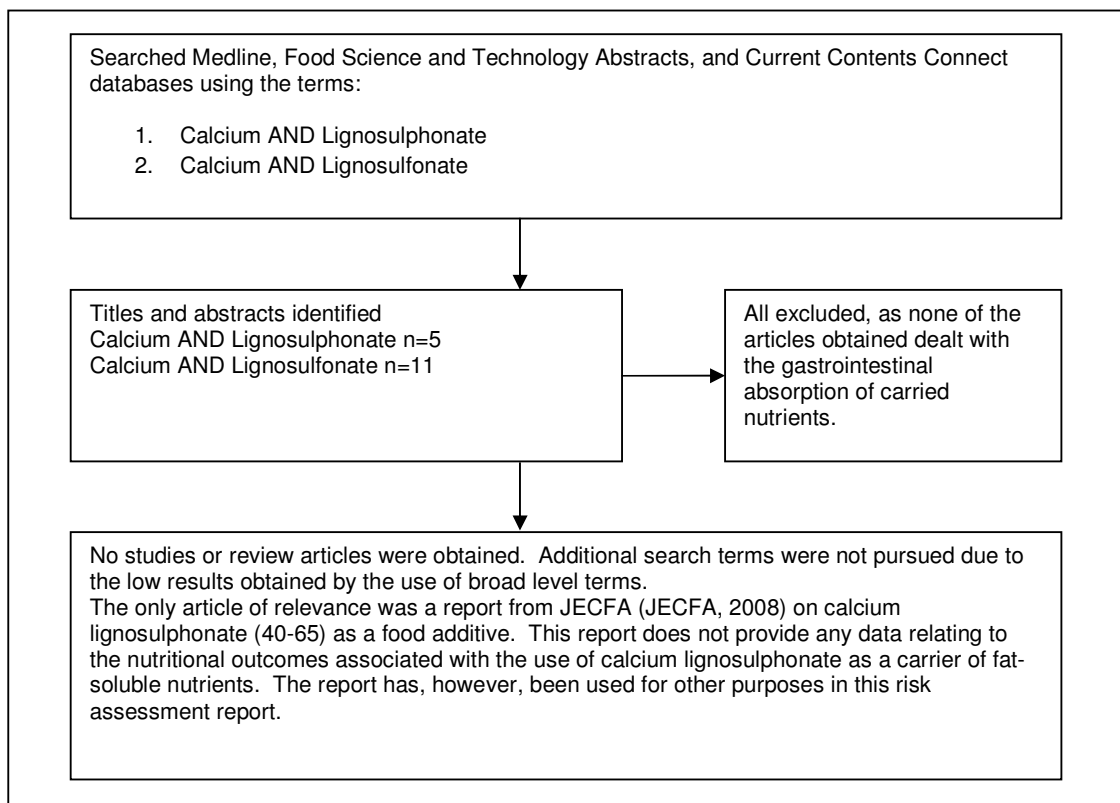 Searched Medline, Food Science and Technology Abstracts, and Current Contents Connect
databases using the terms:
1. Calcium AND Lignosulphonate
2. Calcium AND Lignosulfonate
Titles and abstracts identified
Calcium AND Lignosulphonate n=5
Calcium AND Lignosulfonate n=11
All excluded, as none of the
articles obtained dealt with
the gastrointestinal
absorption of carried
nutrients.
No studies or review articles were obtained. Additional search terms were not pursued due to
the low results obtained by the use of broad level terms.
The only article of relevance was a report from JECFA (JECFA, 2008) on calcium
lignosulphonate (40-65) as a food additive. This report does not provide any data relating to
the nutritional outcomes associated with the use of calcium lignosulphonate as a carrier of fat-
soluble nutrients. The report has, however, been used for other purposes in this risk
assessment report.